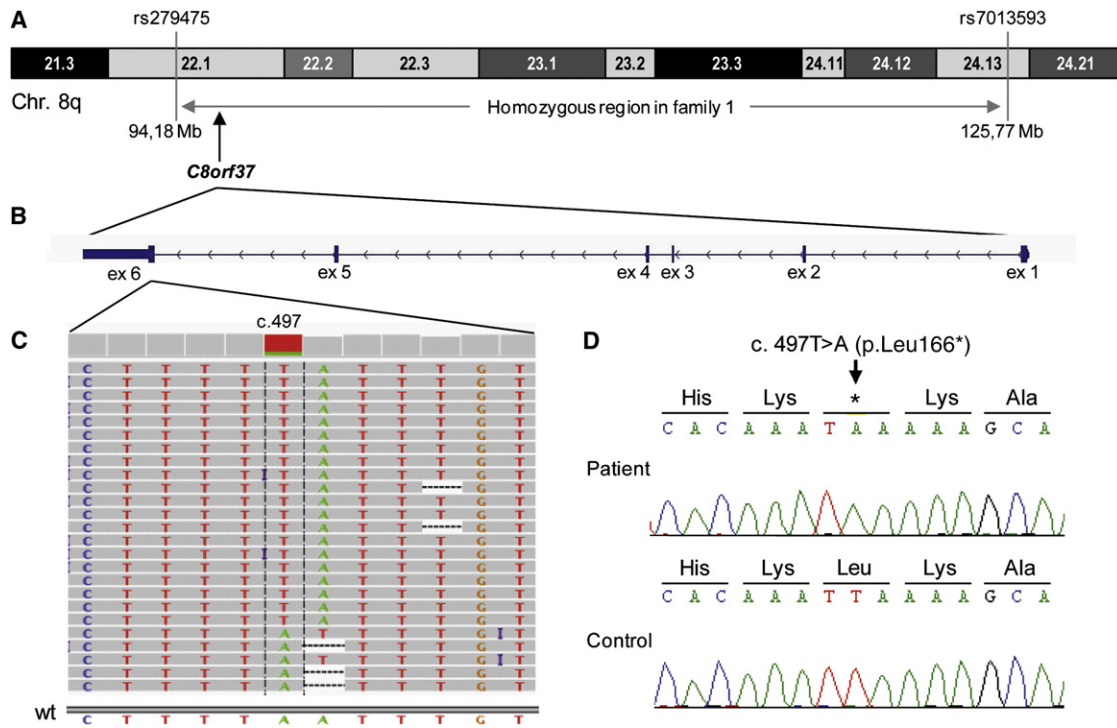 A
rs279475 rs7013593
21.3 22.1 22.2 22.3 23.1 23.2 23.3 24.11 24.12 24.13 24.21
Chr. 8q
Homozygous region in family 1
94,18 Mb 125,77 Mb
C8orf37
B
ex 6 ex 5 ex 4 ex 3 ex 2 ex 1
C
c.497
C T T T T T A T T T G T
C T T T T T A T T T G T
C T T T T T A T T T G T
C T T T T T A T T T G T
C T T T T T A T T T G T
C T T T T T A T T T G T
C T T T T T A T T T G T
C T T T T T A T T T G T
C T T T T I T A T T T G T
C T T T T T A T T G T
C T T T T T A T T T G T
C T T T T T A T T T G T
C T T T T T A T T G T
C T T T T T A T T T G T
C T T T T I T A T T T G T
C T T T T T A T T T G T
C T T T T T A T T T G T
C T T T T T A T T T G T
C T T T T T A T T T G T
C T T T T T A T T T G T
C T T T T A T T T T G I T
C T T T T A T T T G T
C T T T T A T T T T G I T
C T T T T A T T T G T
C T T T T A T T T G T
wt
C T T T T A A T T T G T
D
c. 497T>A (p.Leu166*)
His Lys * Lys Ala
C A C A A A T A A A A A G C A
Patient
His Lys Leu Lys Ala
C A C A A A T T A A A A G C A
Control